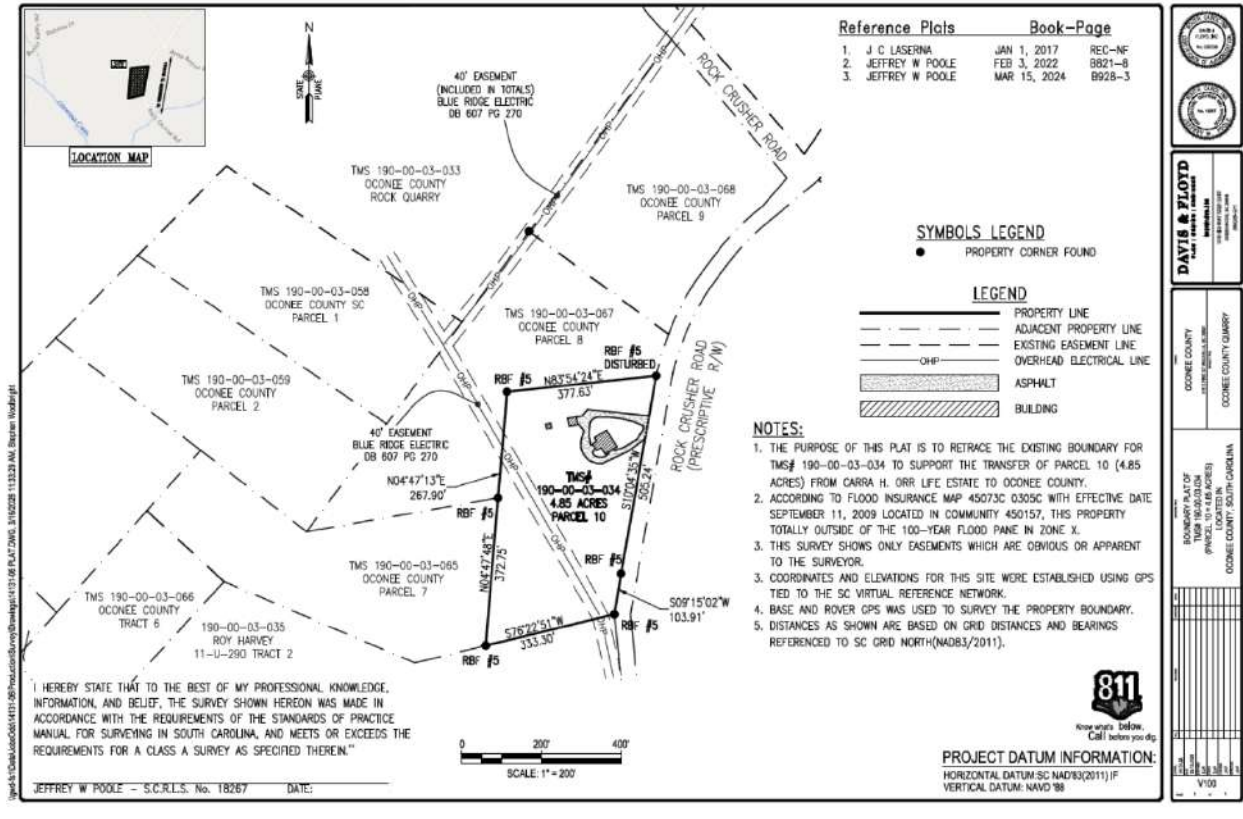 N
STATE
PLANE
LOCATION MAP
40' EASEMENT
(INCLUDED IN TOTALS)
BLUE RIDGE ELECTRIC
DB 607 PG 270
Reference Plats Book-Page
1. J C LASERNA JAN 1, 2017 REC-NF
2. JEFFREY W POOLE FEB 3, 2022 B821-8
3. JEFFREY W POOLE MAR 15, 2024 B928-3
OHP
ROCK CRUSHER ROAD
OHP
TMS 190-00-03-033
OCONEE COUNTY
ROCK QUARRY
TMS 190-00-03-068
OCONEE COUNTY
PARCEL 9
OHP
OHP
SYMBOLS LEGEND
PROPERTY CORNER FOUND
TMS 190-00-03-058
OCONEE COUNTY SC
PARCEL 1
OHP
TMS 190-00-03-067
OCONEE COUNTY
PARCEL 8
LEGEND
PROPERTY LINE
ADJACENT PROPERTY LINE
EXISTING EASEMENT LINE
OHP OVERHEAD ELECTRICAL LINE
ASPHALT
BUILDING
TMS 190-00-03-059
OCONEE COUNTY
PARCEL 2
RBF #5
DISTURBED
RBF #5
N83°54'24"E
377.63'
OHP
ROCK CRUSHER ROAD
(PRESCRIPTIVE R/W)
40' EASEMENT
BLUE RIDGE ELECTRIC
DB 607 PG 270
N04°47'13"E
267.90'
OHP
TMS#
190-00-03-034
4.85 ACRES
PARCEL 10
S10°04'35"W
505.24'
RBF #5
N04°47'48"E
372.75'
OHP
RBF #5
TMS 190-00-03-065
OCONEE COUNTY
PARCEL 7
S09°15'02"W
103.91'
RBF #5
TMS 190-00-03-066
OCONEE COUNTY
TRACT 6
190-00-03-035
ROY HARVEY
11-U-290 TRACT 2
S76°22'51"W
333.30'
OHP
RBF #5
NOTES:
1. THE PURPOSE OF THIS PLAT IS TO RETRACE THE EXISTING BOUNDARY FOR
TMS# 190-00-03-034 TO SUPPORT THE TRANSFER OF PARCEL 10 (4.85
ACRES) FROM CARRA H. ORR LIFE ESTATE TO OCONEE COUNTY.
2. ACCORDING TO FLOOD INSURANCE MAP 45073C 0305C WITH EFFECTIVE DATE
SEPTEMBER 11, 2009 LOCATED IN COMMUNITY 450157, THIS PROPERTY
TOTALLY OUTSIDE OF THE 100-YEAR FLOOD PANE IN ZONE X.
3. THIS SURVEY SHOWS ONLY EASEMENTS WHICH ARE OBVIOUS OR APPARENT
TO THE SURVEYOR.
3. COORDINATES AND ELEVATIONS FOR THIS SITE WERE ESTABLISHED USING GPS
TIED TO THE SC VIRTUAL REFERENCE NETWORK.
4. BASE AND ROVER GPS WAS USED TO SURVEY THE PROPERTY BOUNDARY.
5. DISTANCES AS SHOWN ARE BASED ON GRID DISTANCES AND BEARINGS
REFERENCED TO SC GRID NORTH(NAD83/2011).
I HEREBY STATE THAT TO THE BEST OF MY PROFESSIONAL KNOWLEDGE,
INFORMATION, AND BELIEF, THE SURVEY SHOWN HEREON WAS MADE IN
ACCORDANCE WITH THE REQUIREMENTS OF THE STANDARDS OF PRACTICE
MANUAL FOR SURVEYING IN SOUTH CAROLINA, AND MEETS OR EXCEEDS THE
REQUIREMENTS FOR A CLASS A SURVEY AS SPECIFIED THEREIN."
JEFFREY W POOLE - S.C.R.L.S. No. 18267 DATE:
0 200' 400'
SCALE: 1" = 200'
811
Know what's below.
Call before you dig.
PROJECT DATUM INFORMATION:
HORIZONTAL DATUM:SC NAD'83(2011) IF
VERTICAL DATUM: NAVD '88
DAVIS & FLOYD
OCONEE COUNTY
OCONEE COUNTY QUARRY
BOUNDARY PLAT OF
TMS# 190-00-03-034
(PARCEL 10 = 4.85 ACRES)
LOCATED IN
OCONEE COUNTY, SOUTH CAROLINA
V100